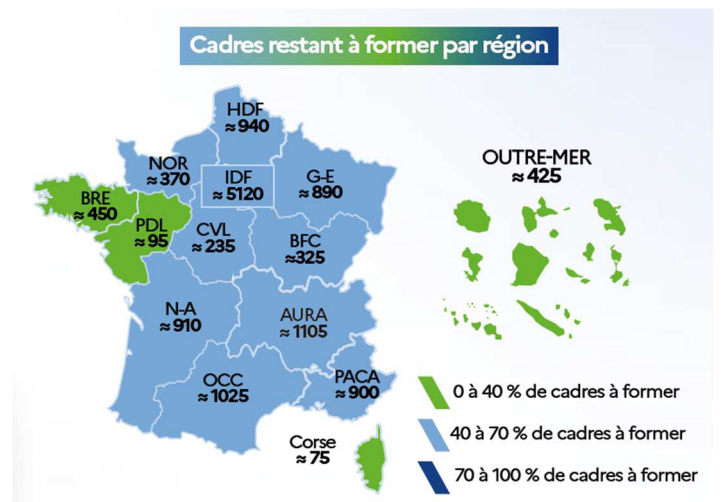 Cadres restant à former par région
HDF
≈ 940
NOR
≈ 370
IDF
≈ 5120
G-E
≈ 890
BRE
≈ 450
PDL
≈ 95
CVL
≈ 235
BFC
≈325
N-A
≈ 910
AURA
≈ 1105
OCC
≈ 1025
PACA
≈ 900
Corse
≈ 75
OUTRE-MER
≈ 425
0 à 40 % de cadres à former
40 à 70 % de cadres à former
70 à 100 % de cadres à former